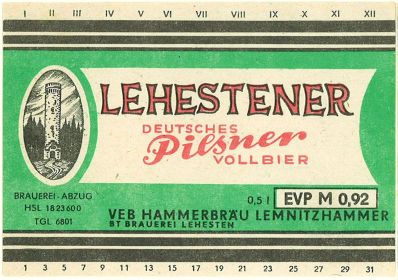 I II III IV V VI VII VIII IX X XI XII
LEHESTENER
DEUTSCHES
Pilsner
VOLLBIER
BRAUEREI-ABZUG
HSL 1823600
TGL 6801
0,5 l EVP M 0,92
VEB HAMMERBRÄU LEMNITZHAMMER
BT BRAUEREI LEHESTEN
1 3 5 7 9 11 13 15 17 19 21 23 25 27 29 31